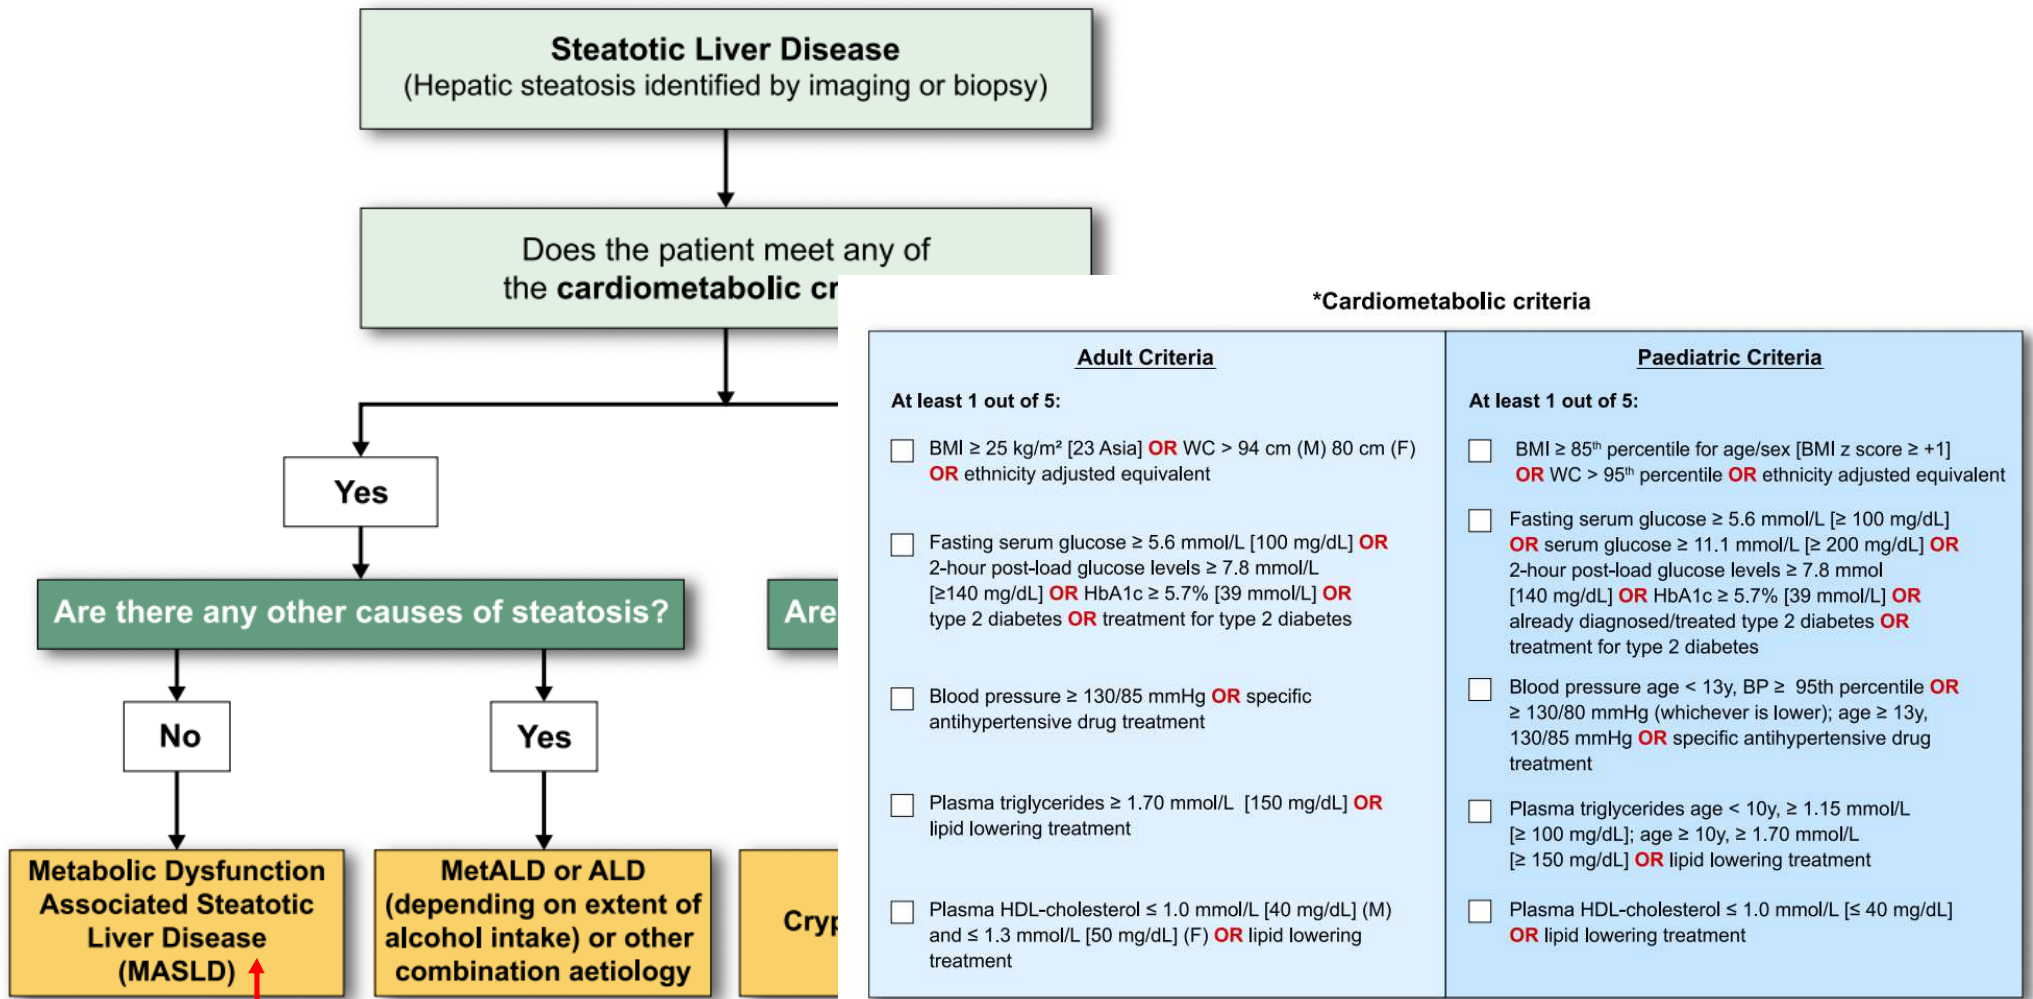 Steatotic Liver Disease
(Hepatic steatosis identified by imaging or biopsy)
Does the patient meet any of
the cardiometabolic cr
Yes
Are there any other causes of steatosis?
Are
No
Yes
Metabolic Dysfunction
Associated Steatotic
Liver Disease
(MASLD)
MetALD or ALD
(depending on extent of
alcohol intake) or other
combination aetiology
Cryp
*Cardiometabolic criteria
Adult Criteria
At least 1 out of 5:
BMI ≥ 25 kg/m² [23 Asia] OR WC > 94 cm (M) 80 cm (F)
OR ethnicity adjusted equivalent
Fasting serum glucose ≥ 5.6 mmol/L [100 mg/dL] OR
2-hour post-load glucose levels ≥ 7.8 mmol/L
[≥140 mg/dL] OR HbA1c ≥ 5.7% [39 mmol/L] OR
type 2 diabetes OR treatment for type 2 diabetes
Blood pressure ≥ 130/85 mmHg OR specific
antihypertensive drug treatment
Plasma triglycerides ≥ 1.70 mmol/L [150 mg/dL] OR
lipid lowering treatment
Plasma HDL-cholesterol ≤ 1.0 mmol/L [40 mg/dL] (M)
and ≤ 1.3 mmol/L [50 mg/dL] (F) OR lipid lowering
treatment
Paediatric Criteria
At least 1 out of 5:
BMI ≥ 85th percentile for age/sex [BMI z score ≥ +1]
OR WC > 95th percentile OR ethnicity adjusted equivalent
Fasting serum glucose ≥ 5.6 mmol/L [≥ 100 mg/dL]
OR serum glucose ≥ 11.1 mmol/L [≥ 200 mg/dL] OR
2-hour post-load glucose levels ≥ 7.8 mmol
[140 mg/dL] OR HbA1c ≥ 5.7% [39 mmol/L] OR
already diagnosed/treated type 2 diabetes OR
treatment for type 2 diabetes
Blood pressure age < 13y, BP ≥ 95th percentile OR
≥ 130/80 mmHg (whichever is lower); age ≥ 13y,
130/85 mmHg OR specific antihypertensive drug
treatment
Plasma triglycerides age < 10y, ≥ 1.15 mmol/L
[≥ 100 mg/dL]; age ≥ 10y, ≥ 1.70 mmol/L
[≥ 150 mg/dL] OR lipid lowering treatment
Plasma HDL-cholesterol ≤ 1.0 mmol/L [≤ 40 mg/dL]
OR lipid lowering treatment